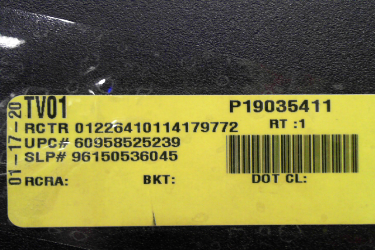 01-17-20
TV01 P19035411
RCTR 01226410114179772 RT :1
UPC# 60958525239
SLP# 96150536045
RCRA: BKT: DOT CL: